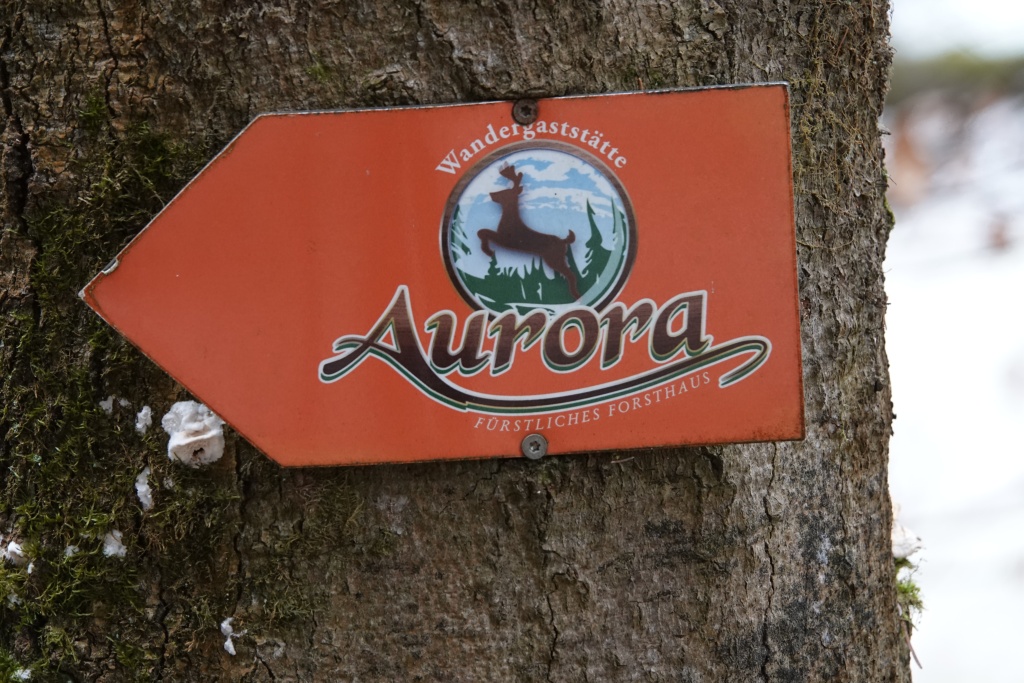 Wandergaststätte
Aurora
FÜRSTLICHES FORSTHAUS